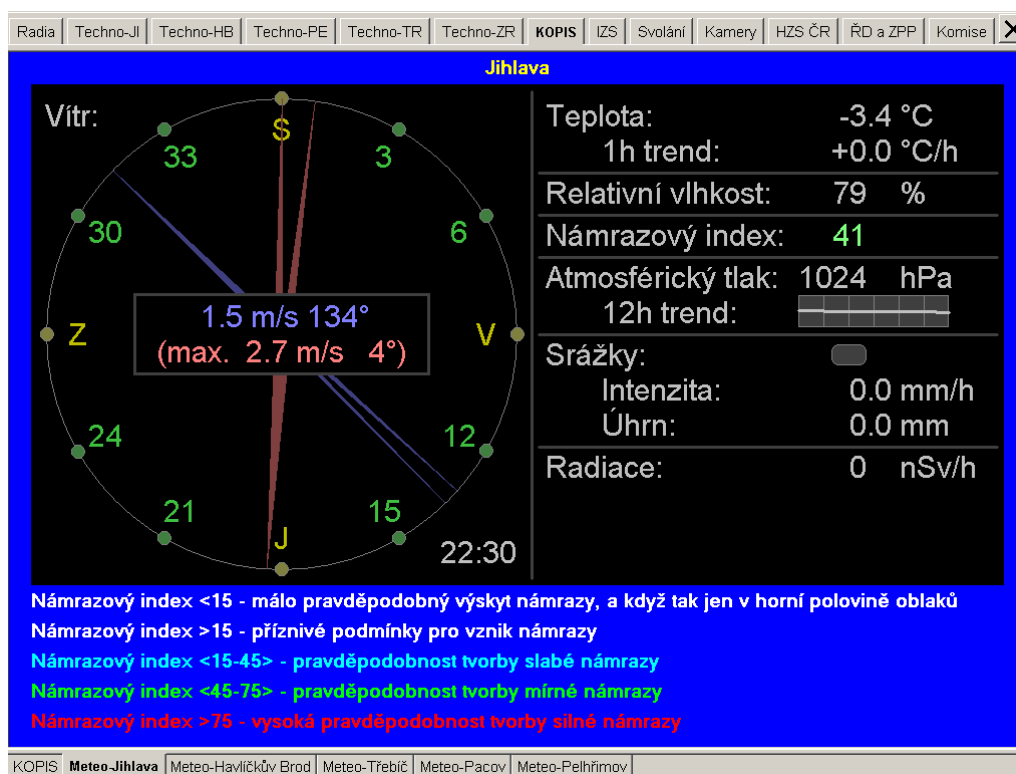 Radia Techno-JI Techno-HB Techno-PE Techno-TR Techno-ZR KOPIS IZS Svolání Kamery HZS ČR ŘD a ZPP Komise
Jihlava
Vítr:
S
33
3
30
6
Z
V
1.5 m/s 134°
(max. 2.7 m/s 4°)
24
12
21
15
J
22:30
Teplota: -3.4 °C
1h trend: +0.0 °C/h
Relativní vlhkost: 79 %
Námrazový index: 41
Atmosférický tlak: 1024 hPa
12h trend:
Srážky:
Intenzita: 0.0 mm/h
Úhrn: 0.0 mm
Radiace: 0 nSv/h
Námrazový index <15 - málo pravděpodobný výskyt námrazy, a když tak jen v horní polovině oblaků
Námrazový index >15 - příznivé podmínky pro vznik námrazy
Námrazový index <15-45> - pravděpodobnost tvorby slabé námrazy
Námrazový index <45-75> - pravděpodobnost tvorby mírné námrazy
Námrazový index >75 - vysoká pravděpodobnost tvorby silné námrazy
KOPIS Meteo-Jihlava Meteo-Havlíčkův Brod Meteo-Třebíč Meteo-Pacov Meteo-Pelhřimov